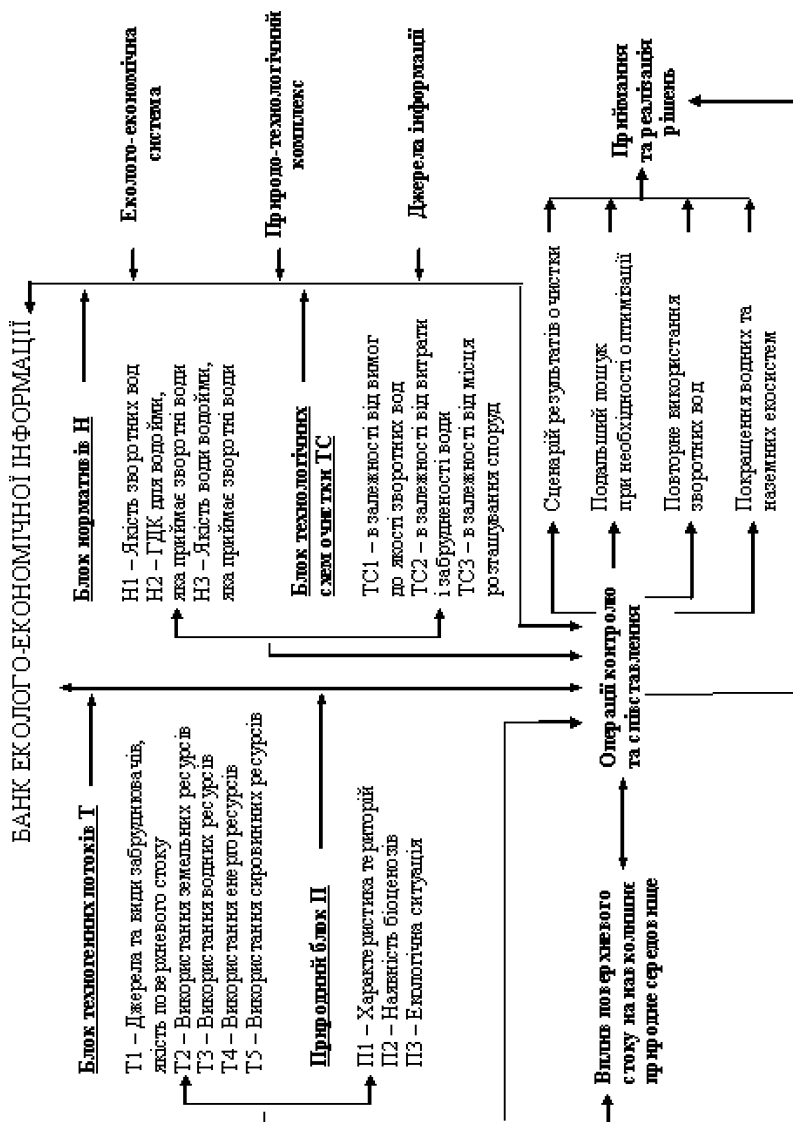 БАНК ЕКОЛОГО-ЕКОНОМІЧНОЇ ІНФОРМАЦІЇ
Блок техногенних потоків Т
Т1 – Джерела та види забруднювачів,
якість поверхневого стоку
Т2 – Використання земельних ресурсів
Т3 – Використання водних ресурсів
Т4 – Використання енергоресурсів
Т5 – Використання сировинних ресурсів
Природний блок П
П1 – Характеристика територій
П2 – Наявність біоценозів
П3 – Екологічна ситуація
Блок нормативів Н
Н1 – Якість зворотних вод
Н2 – ГДК для водойми,
яка приймає зворотні води
Н3 – Якість води водойми,
яка приймає зворотні води
Блок технологічних
схем очистки ТС
ТС1 – в залежності від вимог
до якості зворотних вод
ТС2 – в залежності від витрати
і забрудненості води
ТС3 – в залежності від місця
розташування споруд
Еколого-економічна
система
Природо-технологічний
комплекс
Джерела інформації
Вплив поверхневого
стоку на навколишнє
природне середовище
Операції контролю
та співставлення
Сценарій результатів очистки
Подальший пошук
при необхідності оптимізації
Повторне використання
зворотних вод
Покращення водних та
наземних екосистем
Приймання
та реалізація
рішень